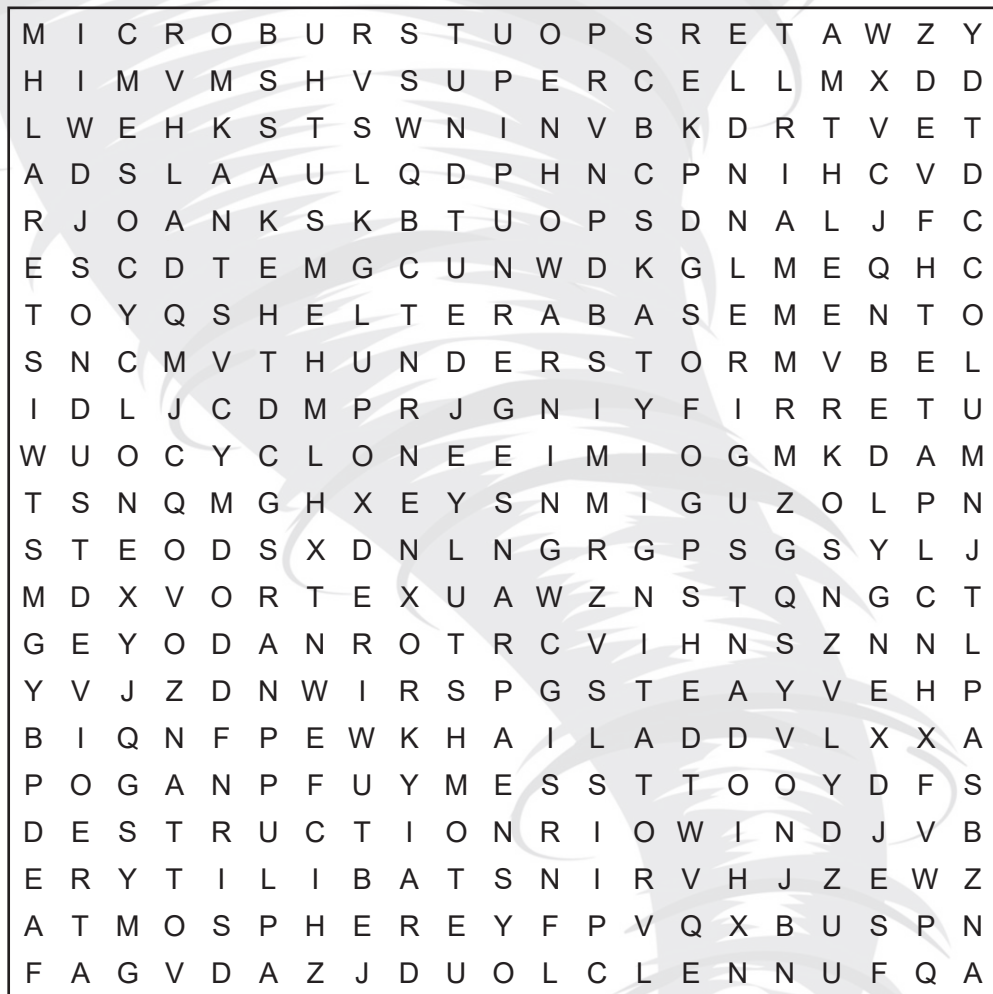 M I C R O B U R S T U O P S R E T A W Z Y
H I M V M S H V S U P E R C E L L M X D D
L W E H K S T S W N I N V B K D R T V E T
A D S L A A U L Q D P H N C P N I H C V D
R J O A N K S K B T U O P S D N A L J F C
E S C D T E M G C U N W D K G L M E Q H C
T O Y Q S H E L T E R A B A S E M E N T O
S N C M V T H U N D E R S T O R M V B E L
I D L J C D M P R J G N I Y F I R R E T U
W U O C Y C L O N E E I M I O G M K D A M
T S N Q M G H X E Y S N M I G U Z O L P N
S T E O D S X D N L N G R G P S G S Y L J
M D X V O R T E X U A W Z N S T Q N G C T
G E Y O D A N R O T R C V I H N S Z N N L
Y V J Z D N W I R S P G S T E A Y V E H P
B I Q N F P E W K H A I L A D D V L X X A
P O G A N P F U Y M E S S T T O O Y D F S
D E S T R U C T I O N R I O W I N D J V B
E R Y T I L I B A T S N I R V H J Z E W Z
A T M O S P H E R E Y F P V Q X B U S P N
F A G V D A Z J D U O L C L E N N U F Q A